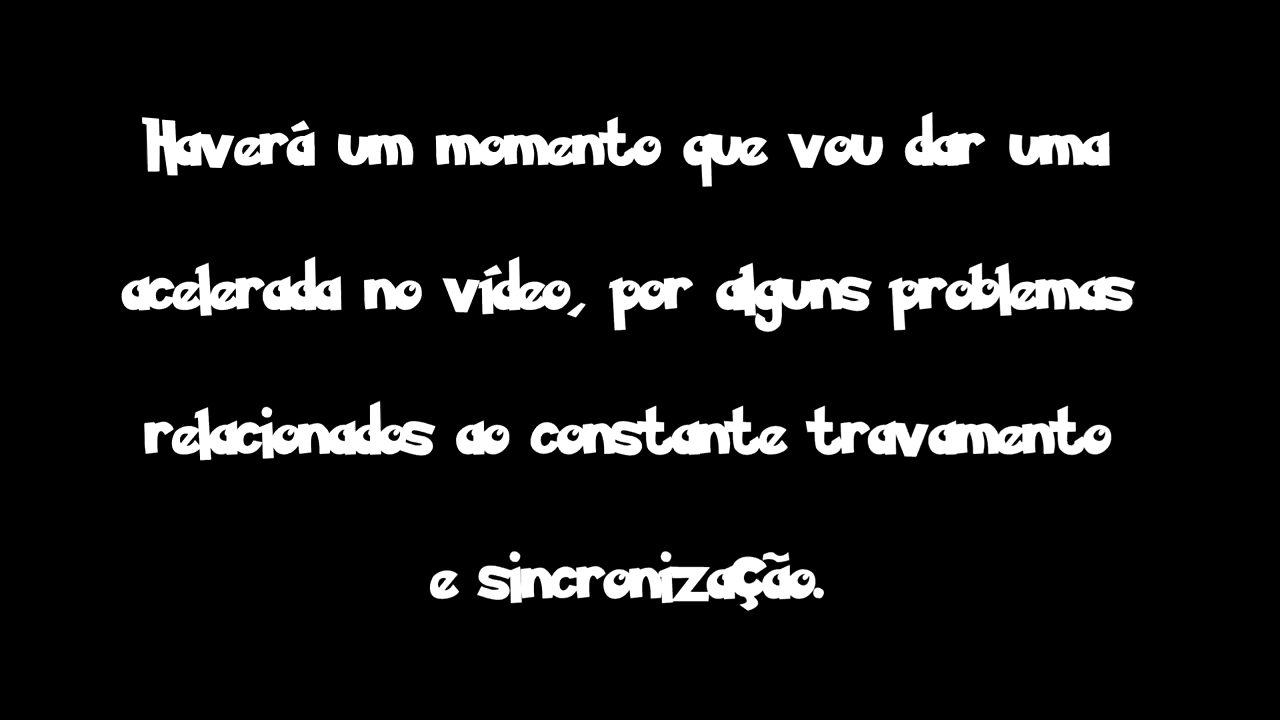 Haverá um momento que vou dar uma
acelerada no vídeo, por alguns problemas
relacionados ao constante travamento
e sincronização.